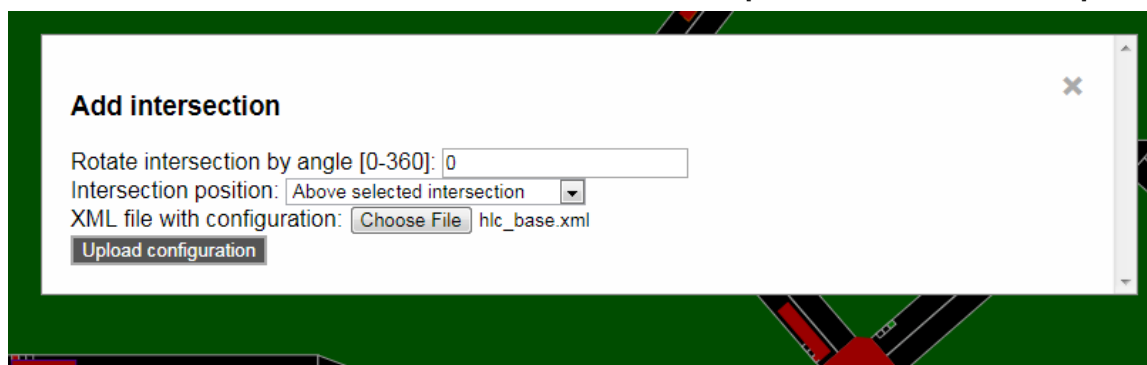 Add intersection
Rotate intersection by angle [0-360]: 0
Intersection position: Above selected intersection
XML file with configuration: Choose File hlc_base.xml
Upload configuration